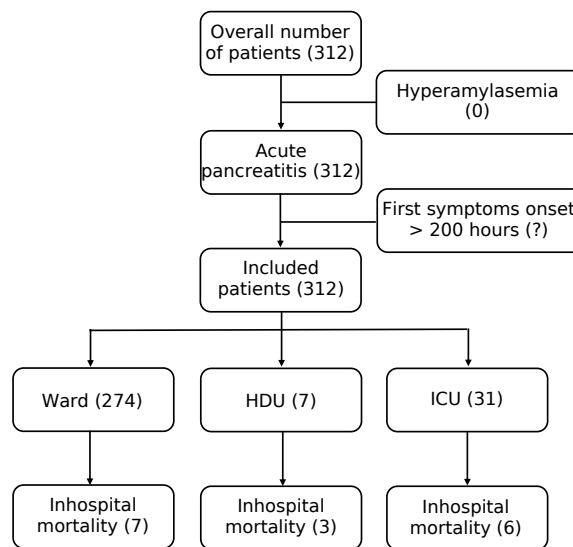 Overall number
of patients (312)
Hyperamylasemia
(0)
Acute
pancreatitis (312)
First symptoms onset
> 200 hours (?)
Included
patients (312)
Ward (274)
HDU (7)
ICU (31)
Inhospital
mortality (7)
Inhospital
mortality (3)
Inhospital
mortality (6)